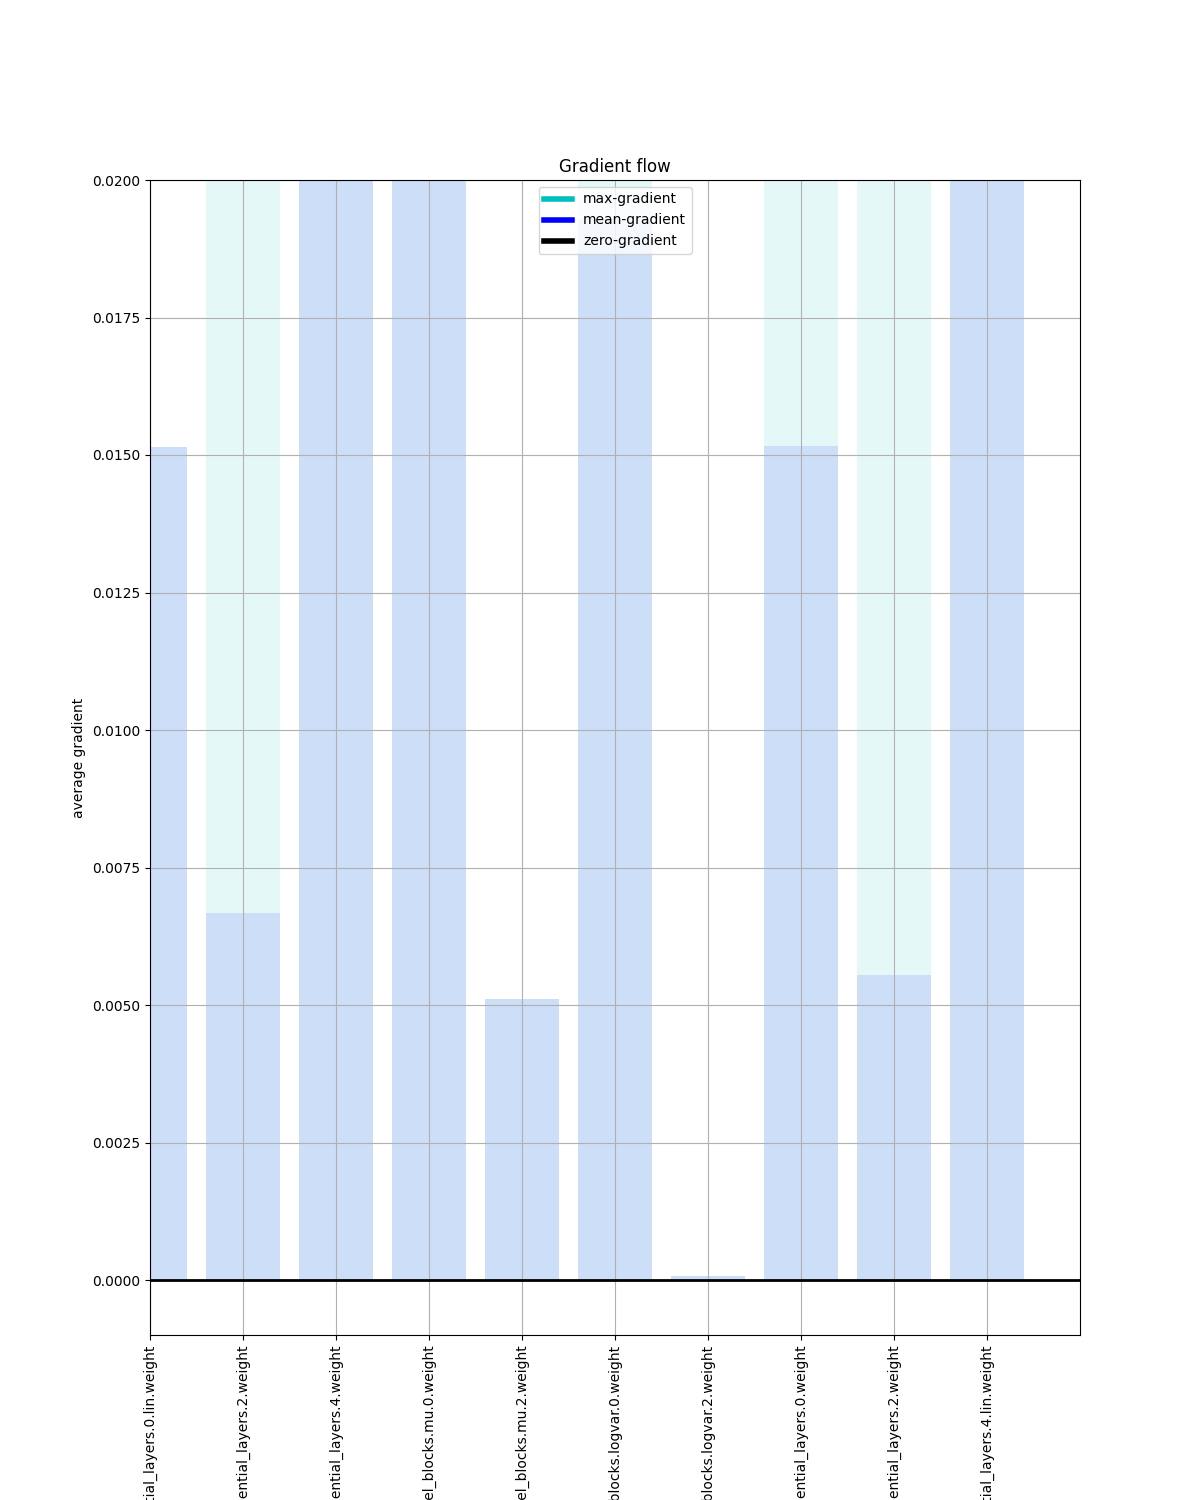 Gradient flow
max-gradient
mean-gradient
zero-gradient
0.0200
0.0175
0.0150
0.0125
0.0100
0.0075
0.0050
0.0025
0.0000
average gradient
tial_layers.0.lin.weight
ential_layers.2.weight
ential_layers.4.weight
el_blocks.mu.0.weight
el_blocks.mu.2.weight
blocks.logvar.0.weight
blocks.logvar.2.weight
ential_layers.0.weight
ential_layers.2.weight
tial_layers.4.lin.weight